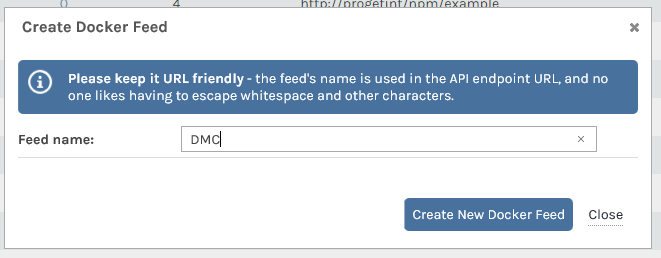 0 4 http://progetint/npm/example
Create Docker Feed ×
Please keep it URL friendly - the feed's name is used in the API endpoint URL, and no
one likes having to escape whitespace and other characters.
Feed name: DMC ×
Create New Docker Feed Close